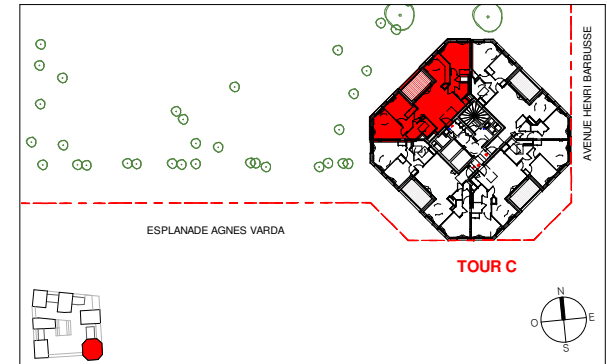 AVENUE HENRI BARBUSSE
ESPLANADE AGNES VARDA
TOUR C
N
O
E
S